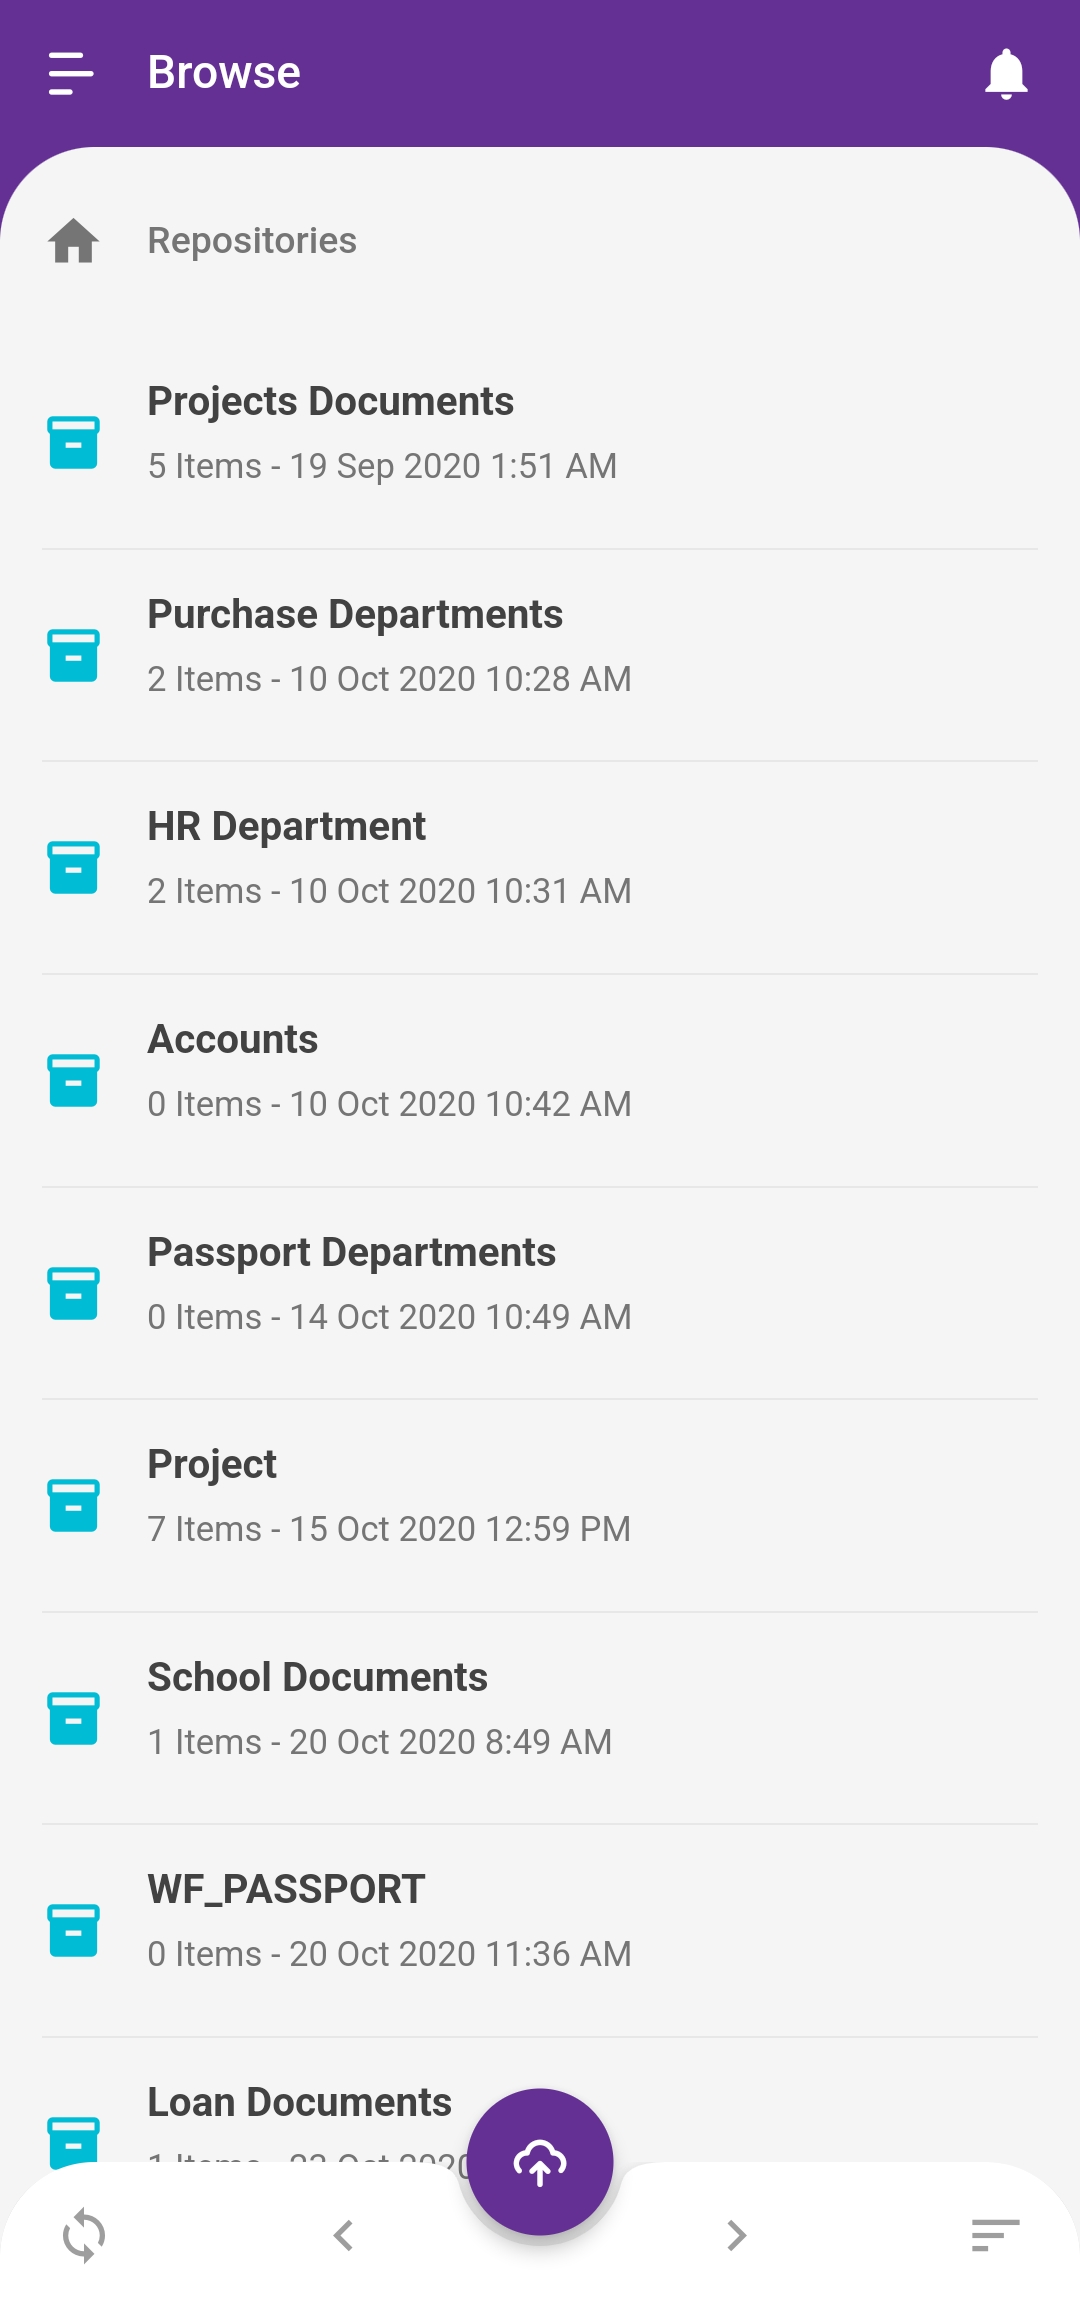 Browse
Repositories
Projects Documents
5 Items - 19 Sep 2020 1:51 AM
Purchase Departments
2 Items - 10 Oct 2020 10:28 AM
HR Department
2 Items - 10 Oct 2020 10:31 AM
Accounts
0 Items - 10 Oct 2020 10:42 AM
Passport Departments
0 Items - 14 Oct 2020 10:49 AM
Project
7 Items - 15 Oct 2020 12:59 PM
School Documents
1 Items - 20 Oct 2020 8:49 AM
WF_PASSPORT
0 Items - 20 Oct 2020 11:36 AM
Loan Documents
1 Items - Oct 2020